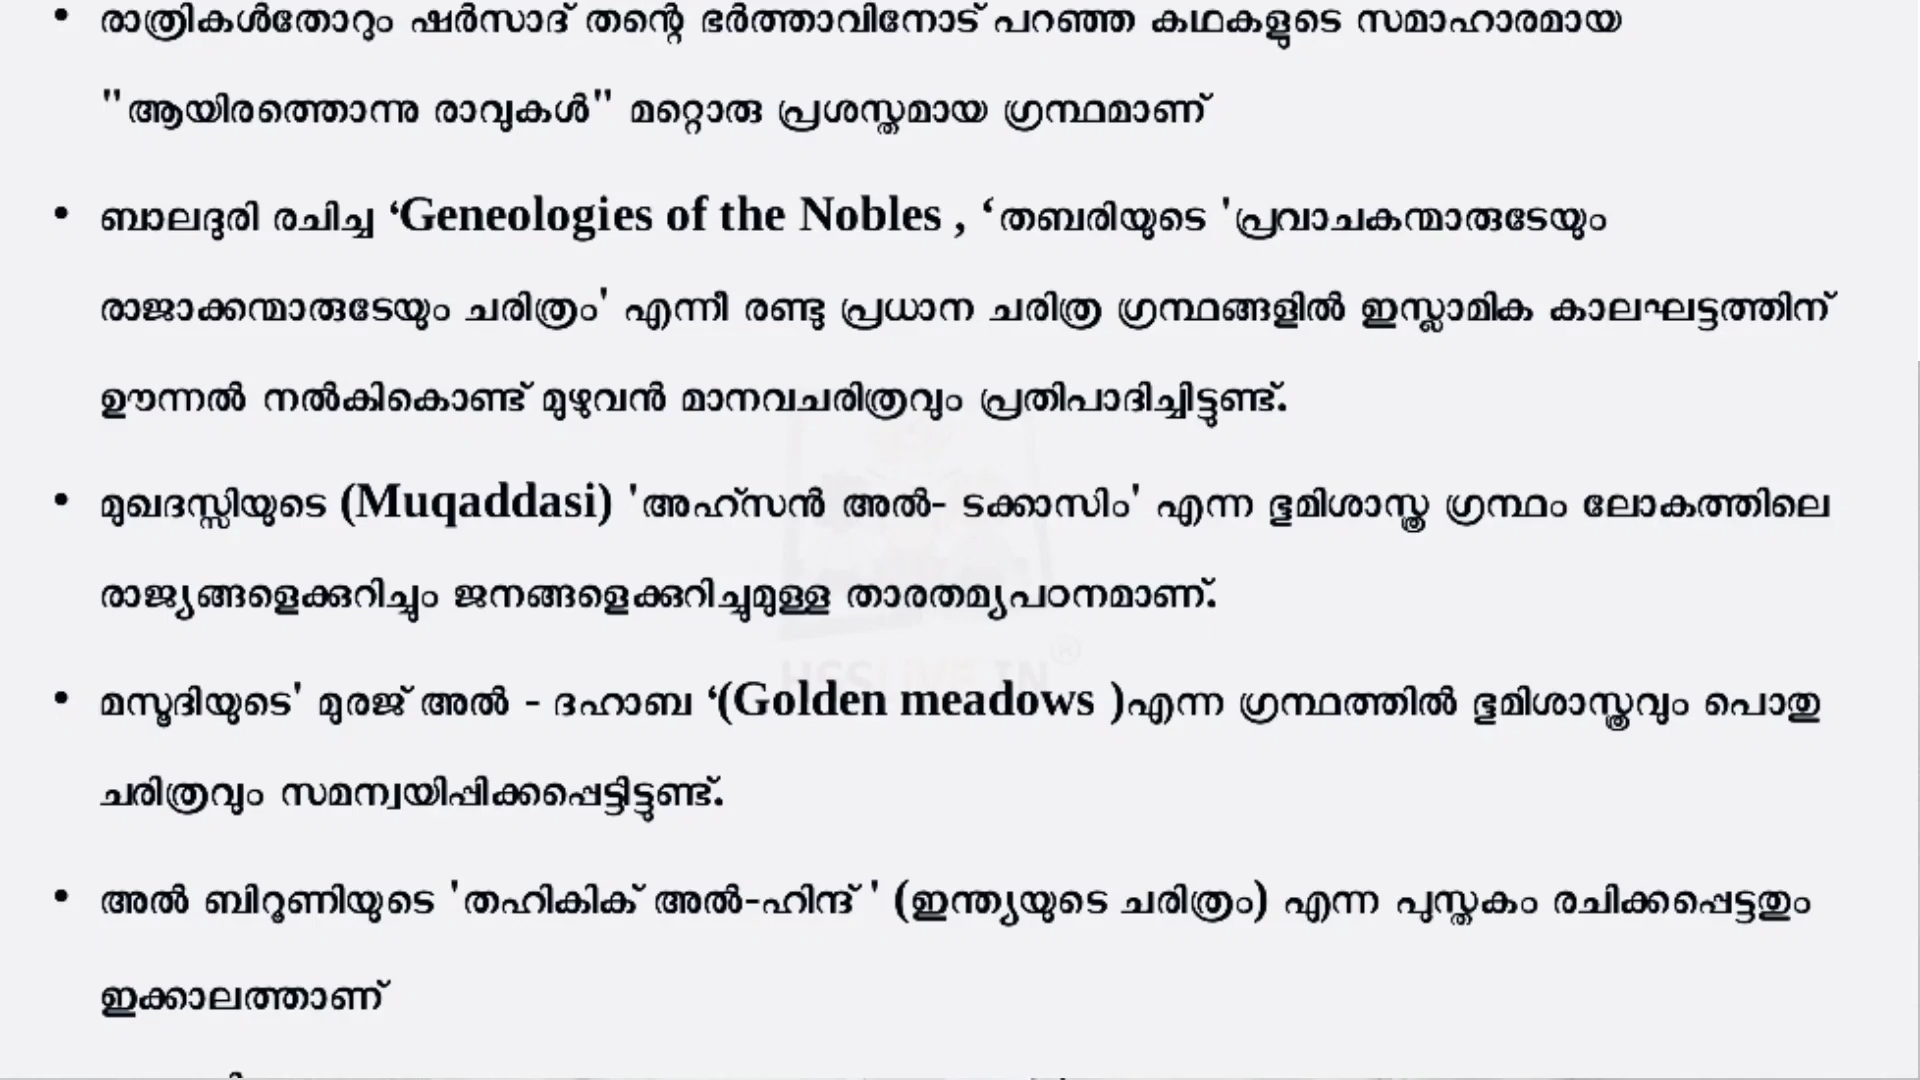 • രാത്രികൾതോറും ഷർസാദ് തന്റെ ഭർത്താവിനോട് പറഞ്ഞ കഥകളുടെ സമാഹാരമായ
"ആയിരത്തൊന്നു രാവുകൾ" മറ്റൊരു പ്രശസ്തമായ ഗ്രന്ഥമാണ്
• ബാലദുരി രചിച്ച ‘Geneologies of the Nobles , ‘തബരിയുടെ 'പ്രവാചകന്മാരുടേയും
രാജാക്കന്മാരുടേയും ചരിത്രം' എന്നീ രണ്ടു പ്രധാന ചരിത്ര ഗ്രന്ഥങ്ങളിൽ ഇസ്ലാമിക കാലഘട്ടത്തിന്
ഊന്നൽ നൽകികൊണ്ട് മുഴുവൻ മാനവചരിത്രവും പ്രതിപാദിച്ചിട്ടുണ്ട്.
• മുഖദസ്സിയുടെ (Muqaddasi) 'അഹ്സൻ അൽ- ടക്കാസിം' എന്ന ഭൂമിശാസ്ത്ര ഗ്രന്ഥം ലോകത്തിലെ
രാജ്യങ്ങളെക്കുറിച്ചും ജനങ്ങളെക്കുറിച്ചുമുള്ള താരതമ്യപഠനമാണ്.
• മസൂദിയുടെ' മുരജ് അൽ - ദഹാബ ‘(Golden meadows )എന്ന ഗ്രന്ഥത്തിൽ ഭൂമിശാസ്ത്രവും പൊതു
ചരിത്രവും സമന്വയിപ്പിക്കപ്പെട്ടിട്ടുണ്ട്.
• അൽ ബിറൂണിയുടെ 'തഹികിക് അൽ-ഹിന്ദ് ' (ഇന്ത്യയുടെ ചരിത്രം) എന്ന പുസ്തകം രചിക്കപ്പെട്ടതും
ഇക്കാലത്താണ്
HSSLIVE.IN ®